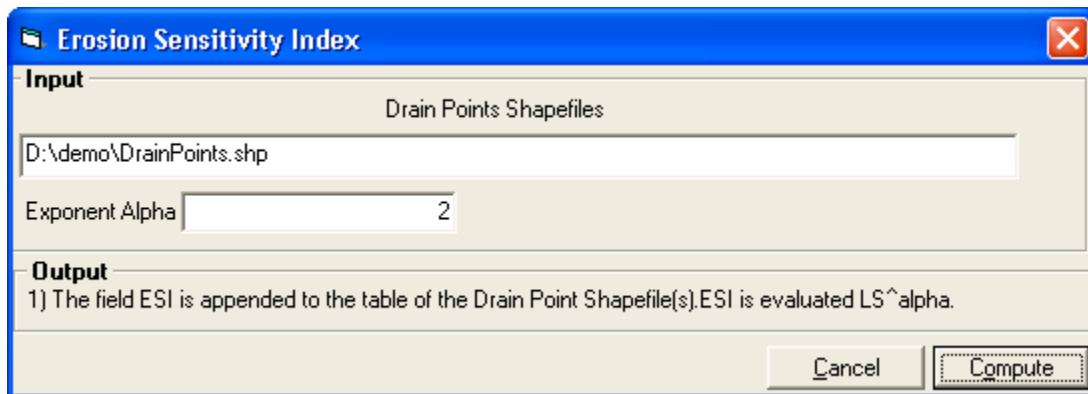 Erosion Sensitivity Index
Input
Drain Points Shapefiles
D:\demo\DrainPoints.shp
Exponent Alpha 2
Output
1) The field ESI is appended to the table of the Drain Point Shapefile(s).ESI is evaluated LS^alpha.
Cancel Compute